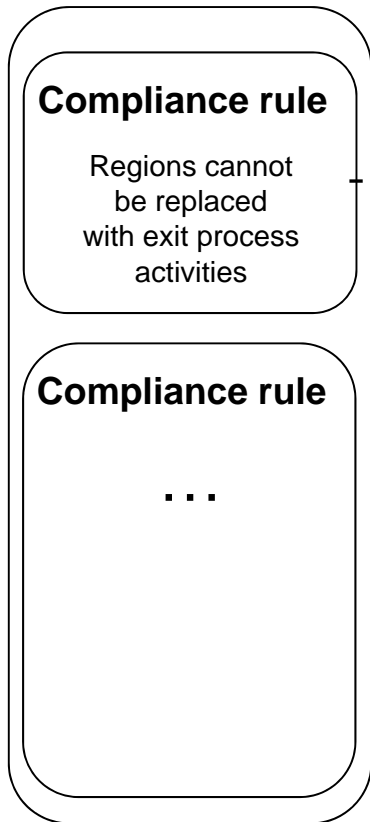 Compliance rule
Regions cannot
be replaced
with exit process
activities
Compliance rule
...